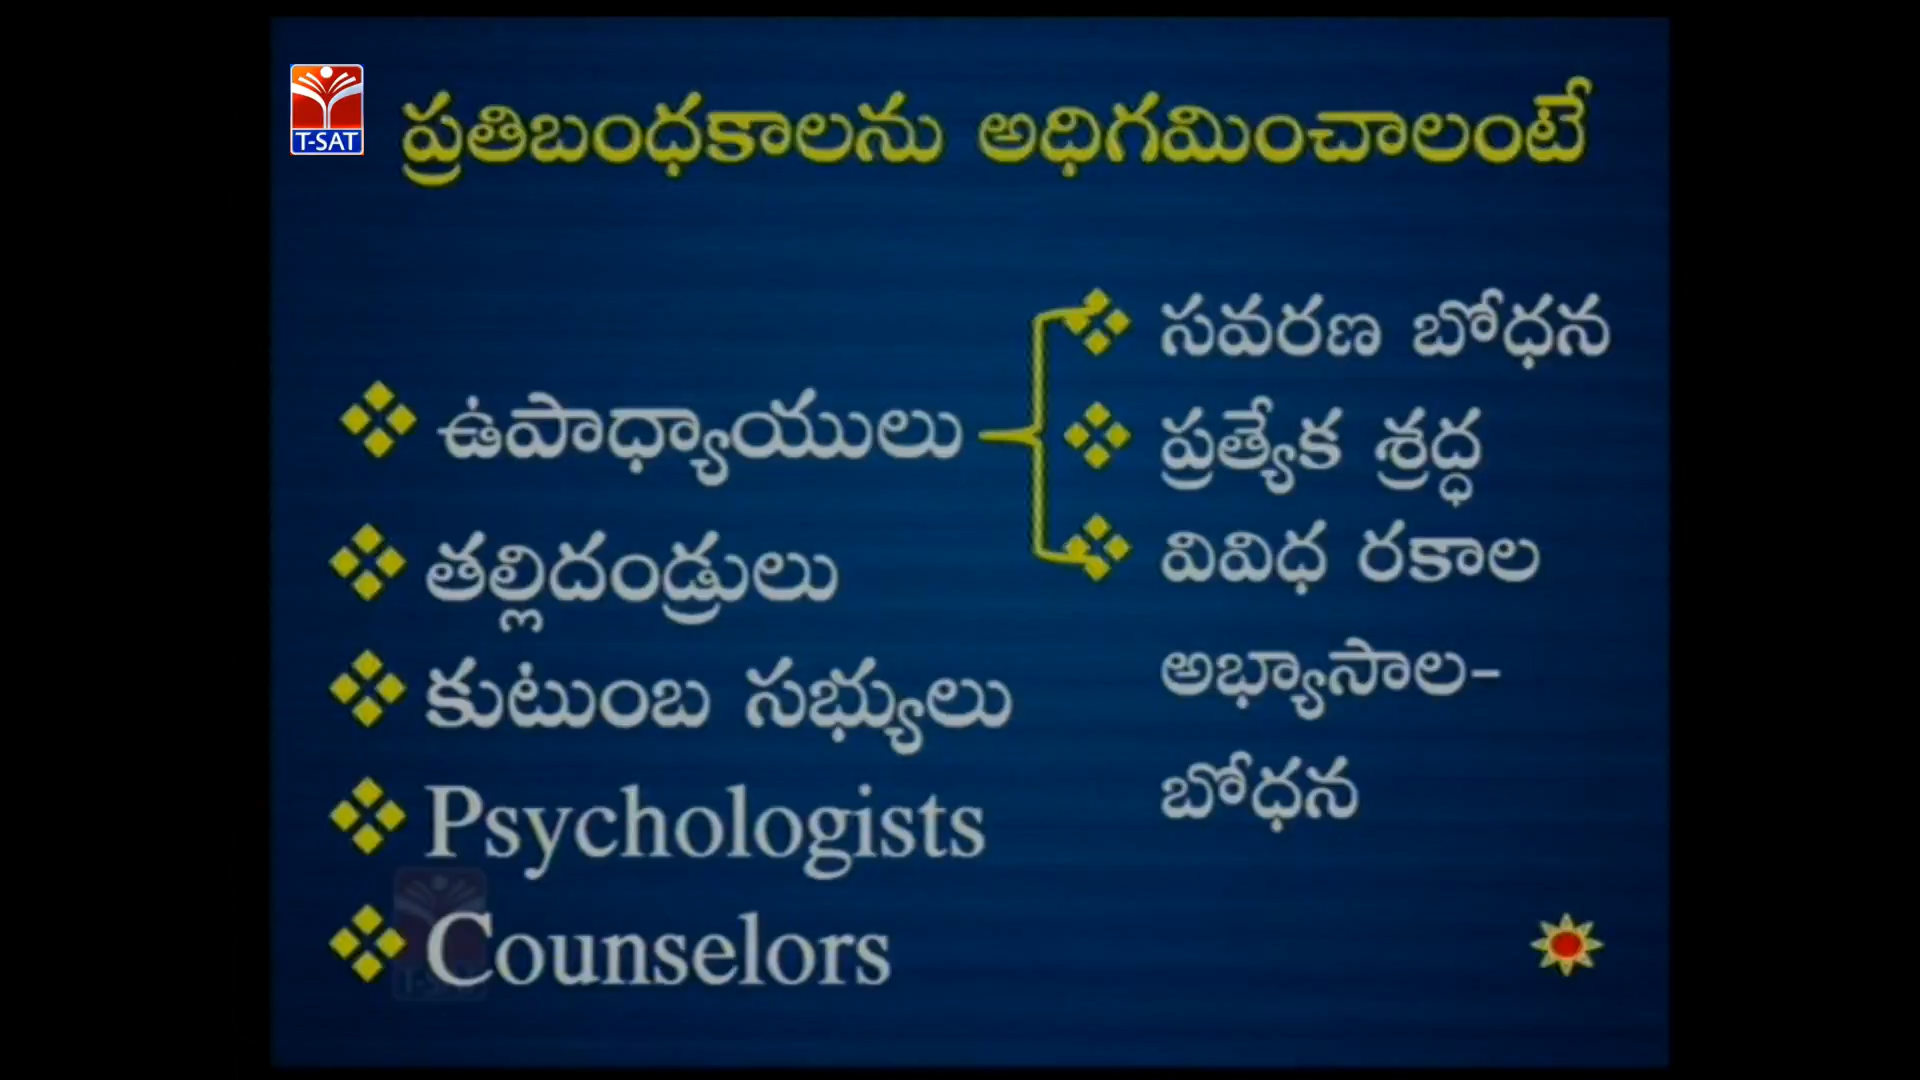 T-SAT
ప్రతిబంధకాలను అధిగమించాలంటే
ఉపాధ్యాయులు
తల్లిదండ్రులు
కుటుంబ సభ్యులు
Psychologists
Counselors
సవరణ బోధన
ప్రత్యేక శ్రద్ధ
వివిధ రకాల
అభ్యాసాల-
బోధన